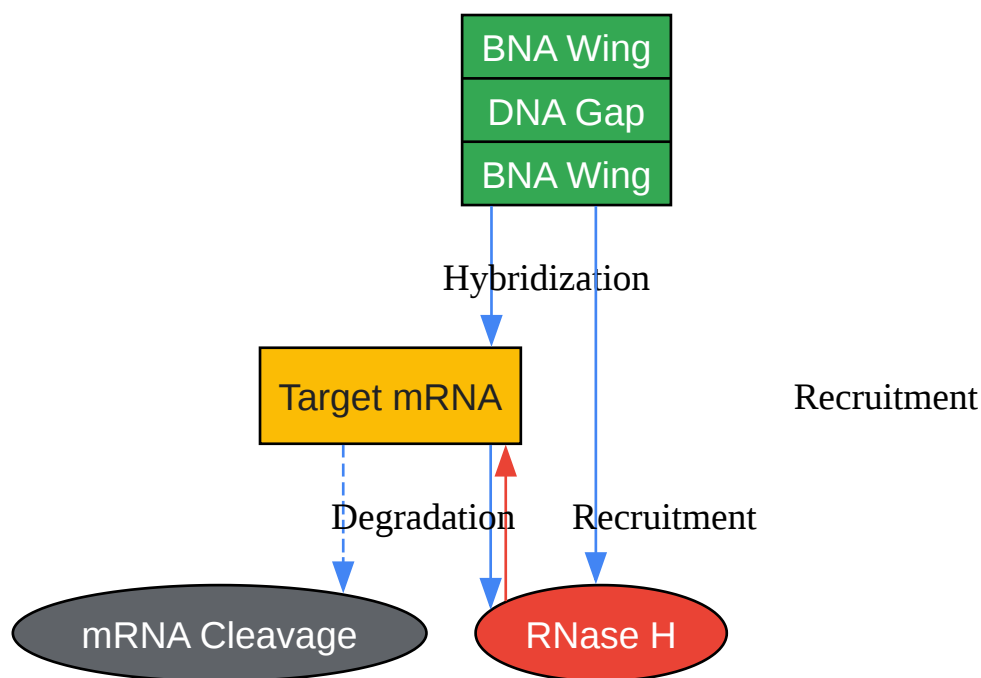 BNA Wing
DNA Gap
BNA Wing
Hybridization
Target mRNA
Recruitment
Degradation
Recruitment
mRNA Cleavage
RNase H